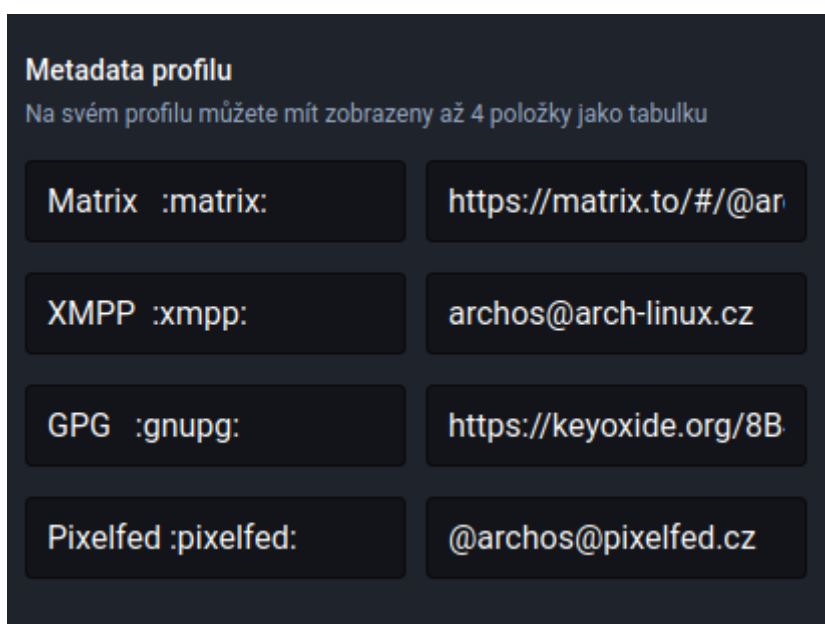 Metadata profilu
Na svém profilu můžete mít zobrazeny až 4 položky jako tabulku
Matrix :matrix: https://matrix.to/#/@ar
XMPP :xmpp: archos@arch-linux.cz
GPG :gnupg: https://keyoxide.org/8B
Pixelfed :pixelfed: @archos@pixelfed.cz